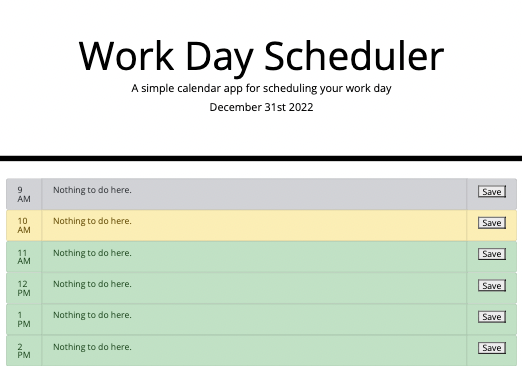 Work Day Scheduler
A simple calendar app for scheduling your work day
December 31st 2022
9 AM Nothing to do here. Save
10 AM Nothing to do here. Save
11 AM Nothing to do here. Save
12 PM Nothing to do here. Save
1 PM Nothing to do here. Save
2 PM Nothing to do here. Save